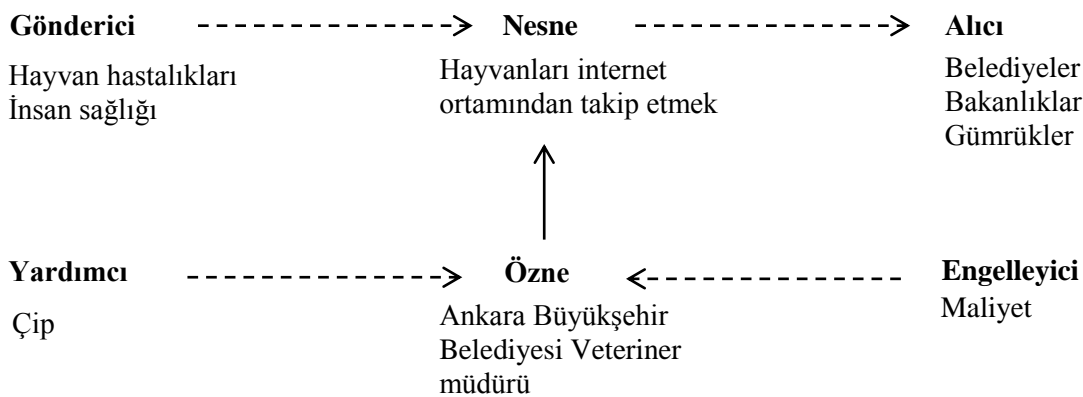 Gönderici
Nesne
Alıcı
Hayvan hastalıkları
İnsan sağlığı
Hayvanları internet
ortamından takip etmek
Belediyeler
Bakanlıklar
Gümrükler
Yardımcı
Özne
Engelleyici
Çip
Ankara Büyükşehir
Belediyesi Veteriner
müdürü
Maliyet